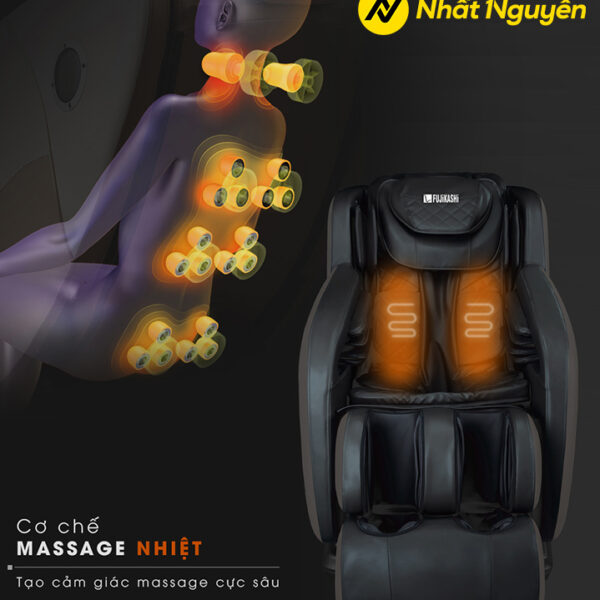 Nhất Nguyên
FUJIKASHI
Cơ chế
MASSAGE NHIỆT
Tạo cảm giác massage cực sâu